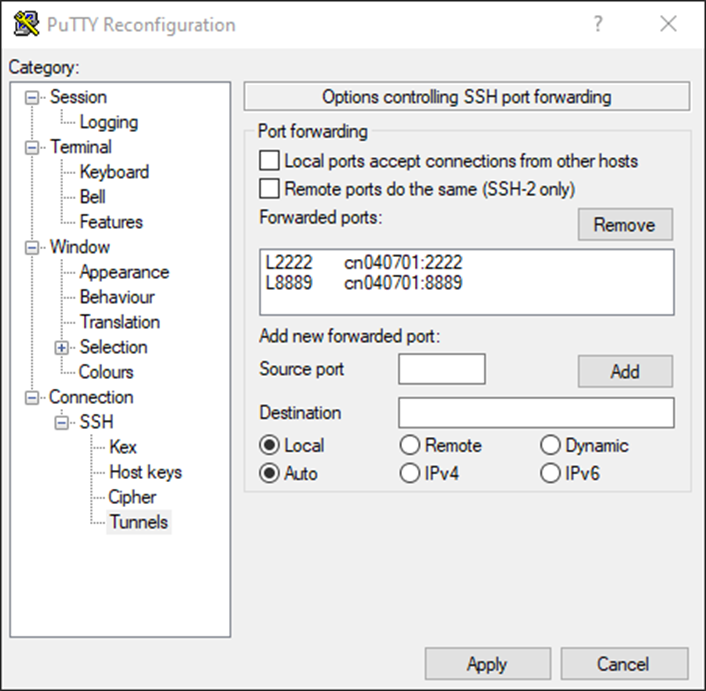 PuTTY Reconfiguration
?
Category:
Session
Logging
Terminal
Keyboard
Bell
Features
Window
Appearance
Behaviour
Translation
Selection
Colours
Connection
SSH
Kex
Host keys
Cipher
Tunnels
Options controlling SSH port forwarding
Port forwarding
Local ports accept connections from other hosts
Remote ports do the same (SSH-2 only)
Forwarded ports:
Remove
L2222 cn040701:2222
L8889 cn040701:8889
Add new forwarded port:
Source port
Add
Destination
Local Remote Dynamic
Auto IPv4 IPv6
Apply Cancel